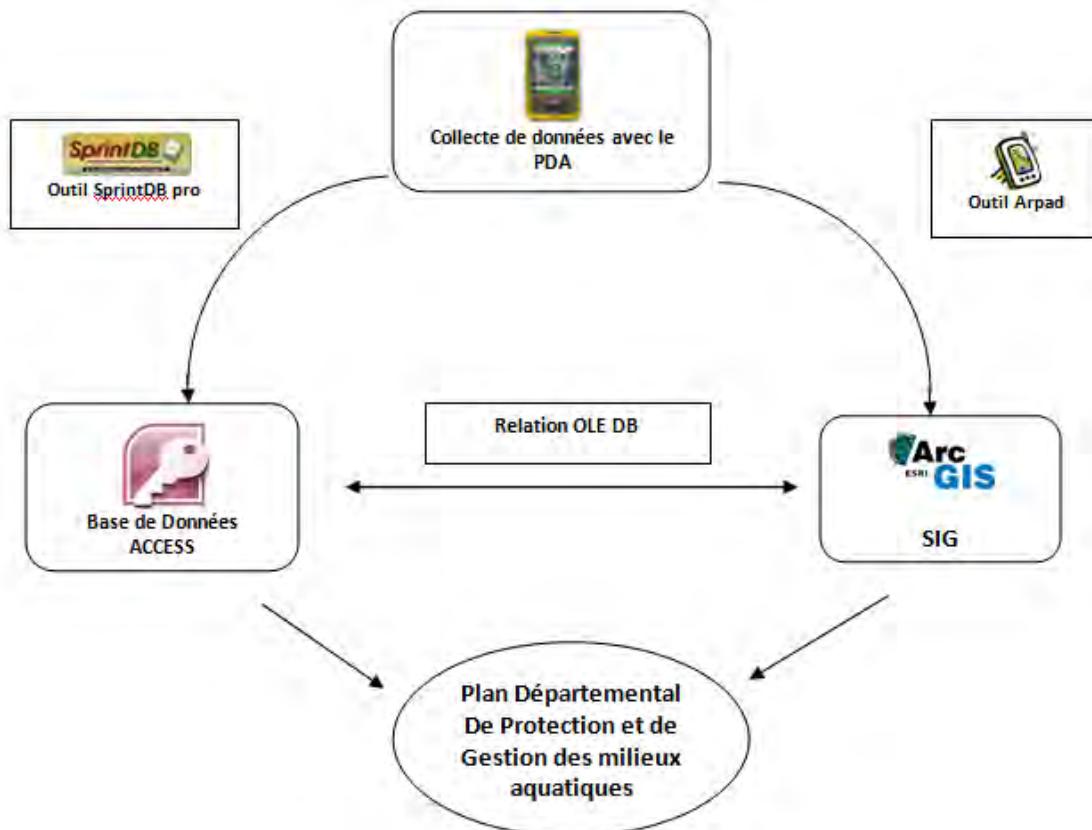 Collecte de données avec le
PDA
SprintDB
Outil SprintDB pro
Outil Arpad
Relation OLE DB
Base de Données
ACCESS
Arc
ESRI GIS
SIG
Plan Départemental
De Protection et de
Gestion des milieux
aquatiques